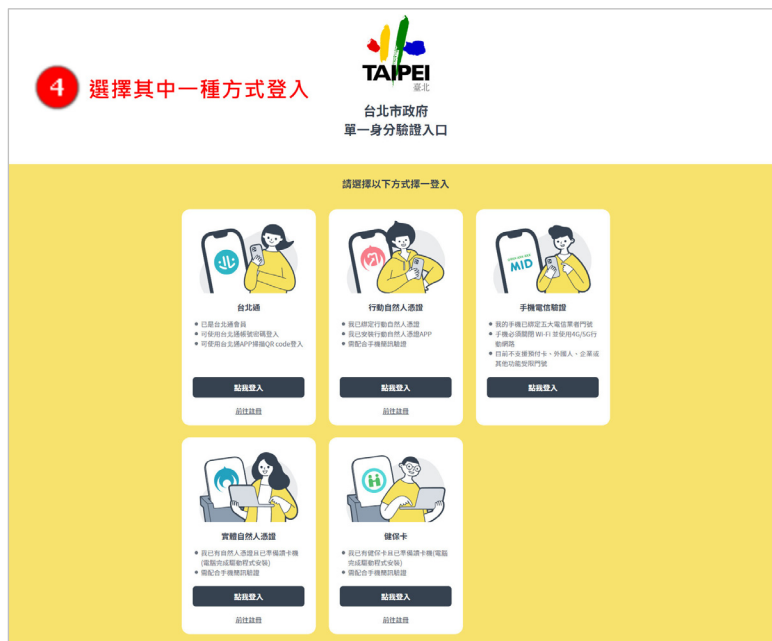 4 選擇其中一種方式登入
TAIPEI
臺北
台北市政府
單一身分驗證入口
請選擇以下方式擇一登入
台北通
● 已是台北通會員
● 可使用台北通帳號密碼登入
● 可使用台北通APP掃描QR code登入
點我登入
前往註冊
行動自然人憑證
● 我已綁定行動自然人憑證
● 我已安裝行動自然人憑證APP
● 需配合手機簡訊驗證
點我登入
前往註冊
MID
手機電信驗證
● 我的手機已綁定五大電信業者門號
● 手機必須關閉 Wi-Fi 並使用4G/5G行
動網路
● 目前不支援預付卡、外國人、企業或
其他功能受限門號
點我登入
實體自然人憑證
● 我已有自然人憑證且已準備讀卡機
(電腦完成驅動程式安裝)
● 需配合手機簡訊驗證
點我登入
前往註冊
健保卡
● 我已有健保卡且已準備讀卡機(電腦
完成驅動程式安裝)
● 需配合手機簡訊驗證
點我登入
前往註冊